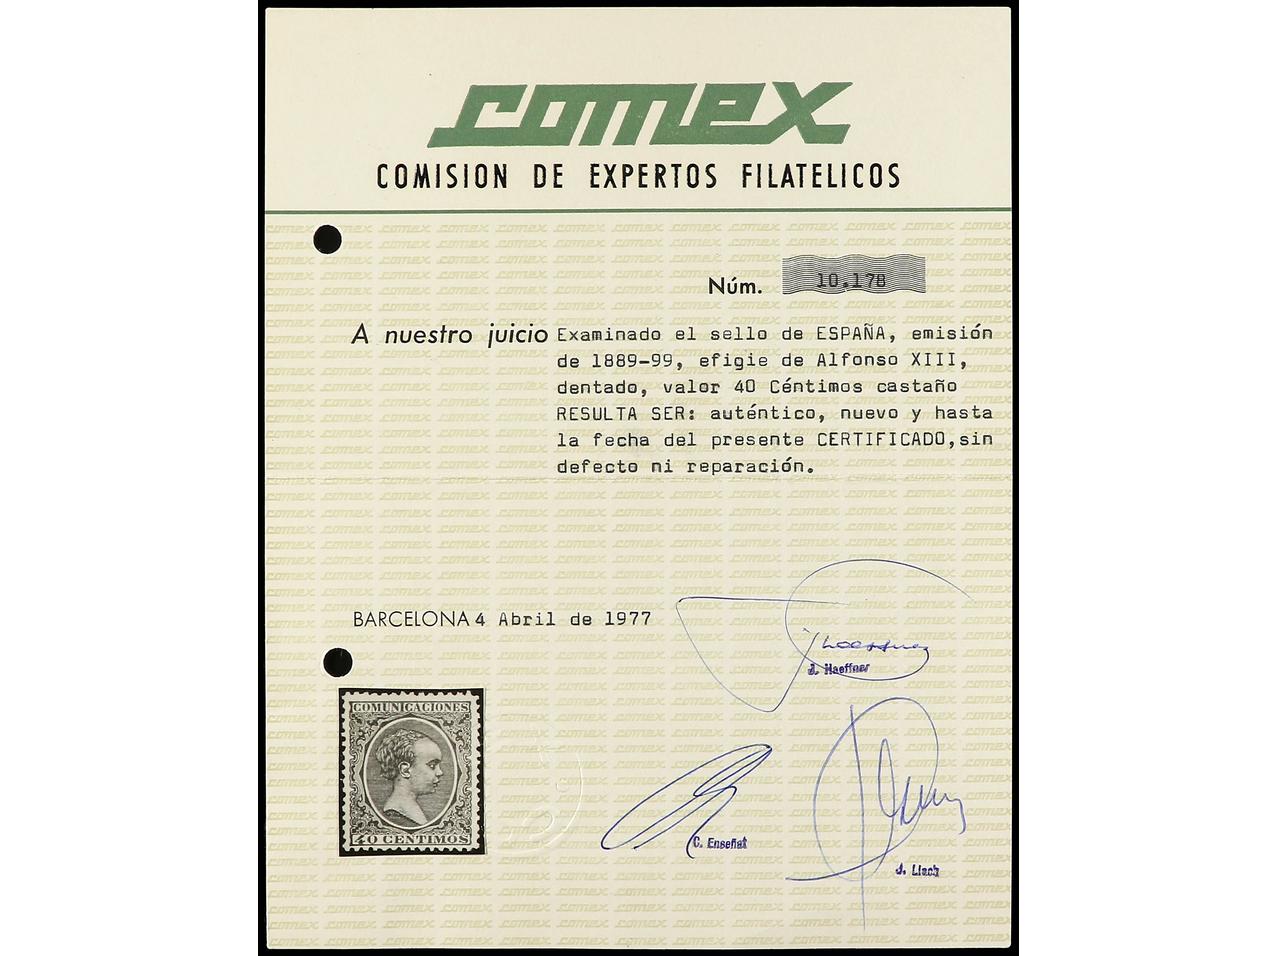 comex
COMISION DE EXPERTOS FILATELICOS
Núm. 10.178
A nuestro juicio Examinado el sello de ESPAÑA, emisión
de 1889-99, efigie de Alfonso XIII,
dentado, valor 40 Céntimos castaño
RESULTA SER: auténtico, nuevo y hasta
la fecha del presente CERTIFICADO,sin
defecto ni reparación.
BARCELONA 4 Abril de 1977
J. Haeffner
COMUNICACIONES
40 CENTIMOS
C. Enseñat
J. Llach